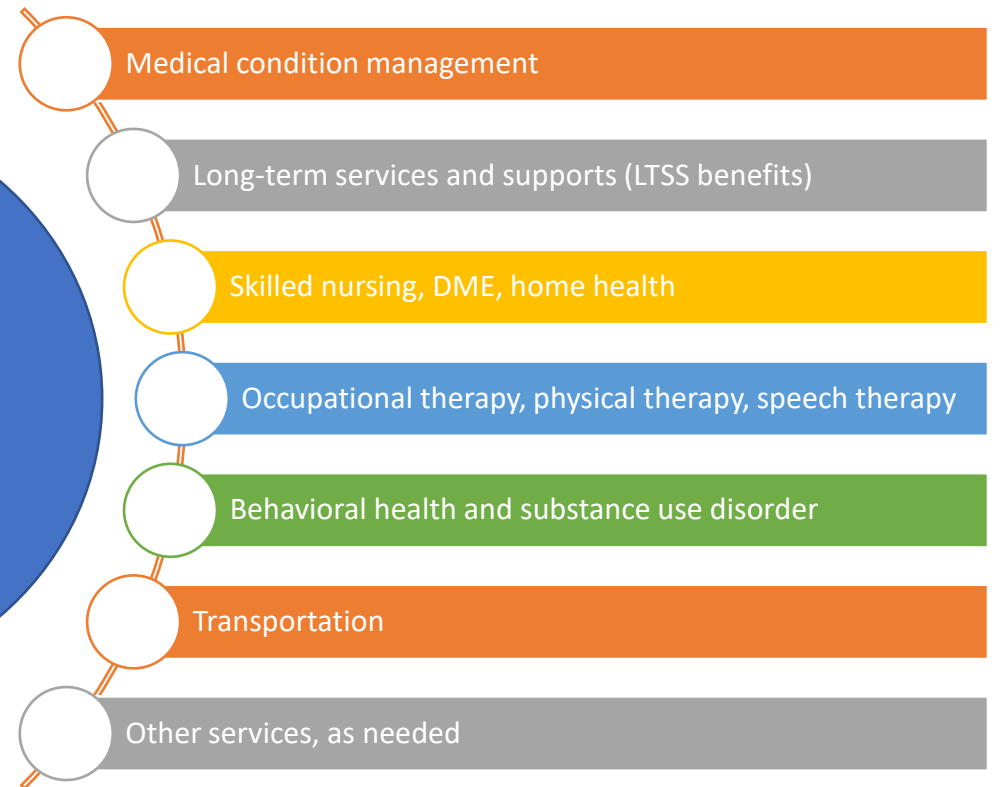 Medical condition management
Long-term services and supports (LTSS benefits)
Skilled nursing, DME, home health
Occupational therapy, physical therapy, speech therapy
Behavioral health and substance use disorder
Transportation
Other services, as needed